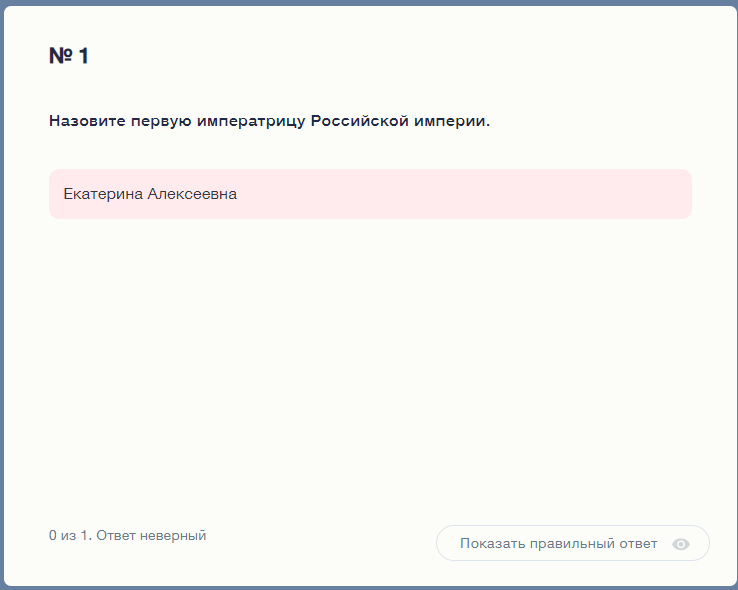 № 1
Назовите первую императрицу Российской империи.
Екатерина Алексеевна
0 из 1. Ответ неверный
Показать правильный ответ